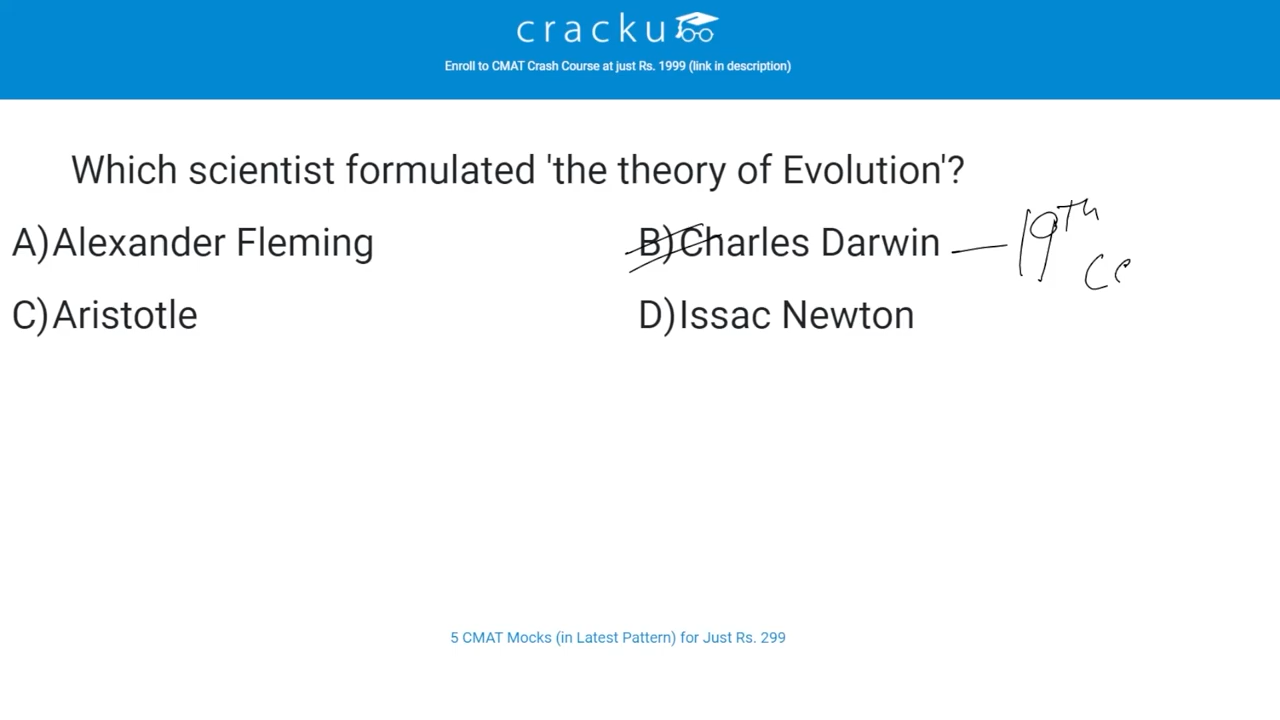 cracku
Enroll to CMAT Crash Course at just Rs. 1999 (link in description)
Which scientist formulated 'the theory of Evolution'?
A)Alexander Fleming
B)Charles Darwin — 19Th
Ce
C)Aristotle
D)Issac Newton
5 CMAT Mocks (in Latest Pattern) for Just Rs. 299